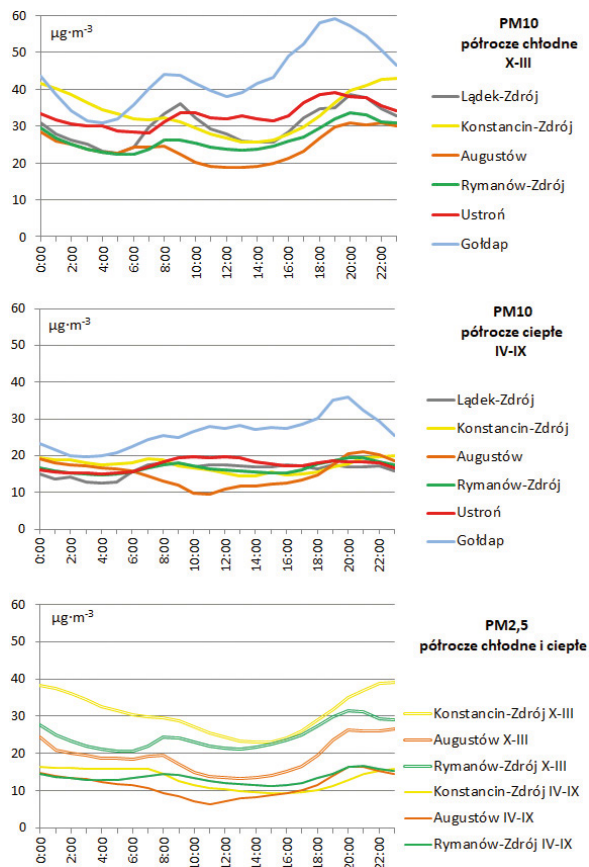 60
50
40
30
20
10
0
µg·m⁻³
0:00
2:00
4:00
6:00
8:00
10:00
12:00
14:00
16:00
18:00
20:00
22:00
PM10
półrocze chłodne
X-III
Lądek-Zdrój
Konstancin-Zdrój
Augustów
Rymanów-Zdrój
Ustroń
Gołdap
60
50
40
30
20
10
0
µg·m⁻³
0:00
2:00
4:00
6:00
8:00
10:00
12:00
14:00
16:00
18:00
20:00
22:00
PM10
półrocze ciepłe
IV-IX
Lądek-Zdrój
Konstancin-Zdrój
Augustów
Rymanów-Zdrój
Ustroń
Gołdap
60
50
40
30
20
10
0
µg·m⁻³
0:00
2:00
4:00
6:00
8:00
10:00
12:00
14:00
16:00
18:00
20:00
22:00
PM2,5
półrocze chłodne i ciepłe
Konstancin-Zdrój X-III
Augustów X-III
Rymanów-Zdrój X-III
Konstancin-Zdrój IV-IX
Augustów IV-IX
Rymanów-Zdrój IV-IX